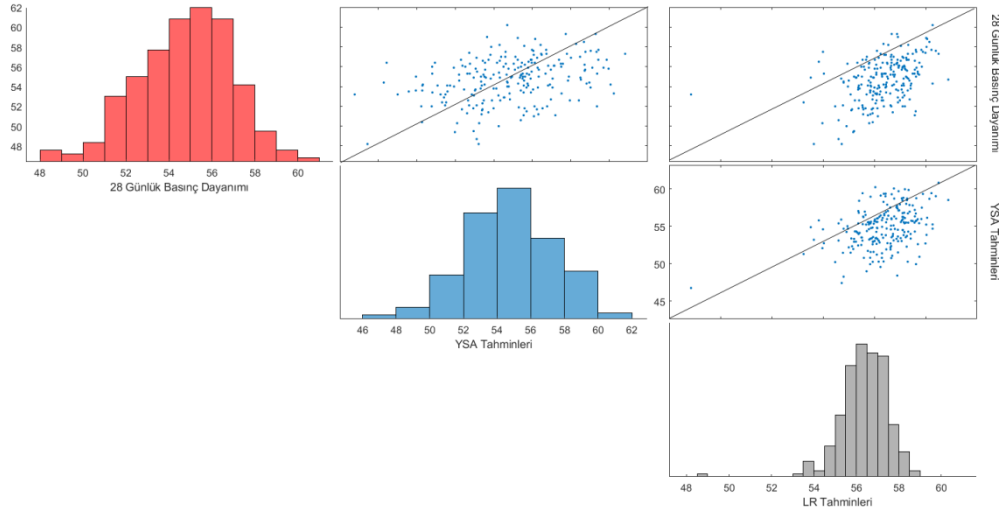 62
60
58
56
54
52
50
48
48 50 52 54 56 58 60
28 Günlük Basınç Dayanımı
28 Günlük Basınç Dayanımı
46 48 50 52 54 56 58 60 62
YSA Tahminleri
60
55
50
45
YSA Tahminleri
48 50 52 54 56 58 60
LR Tahminleri